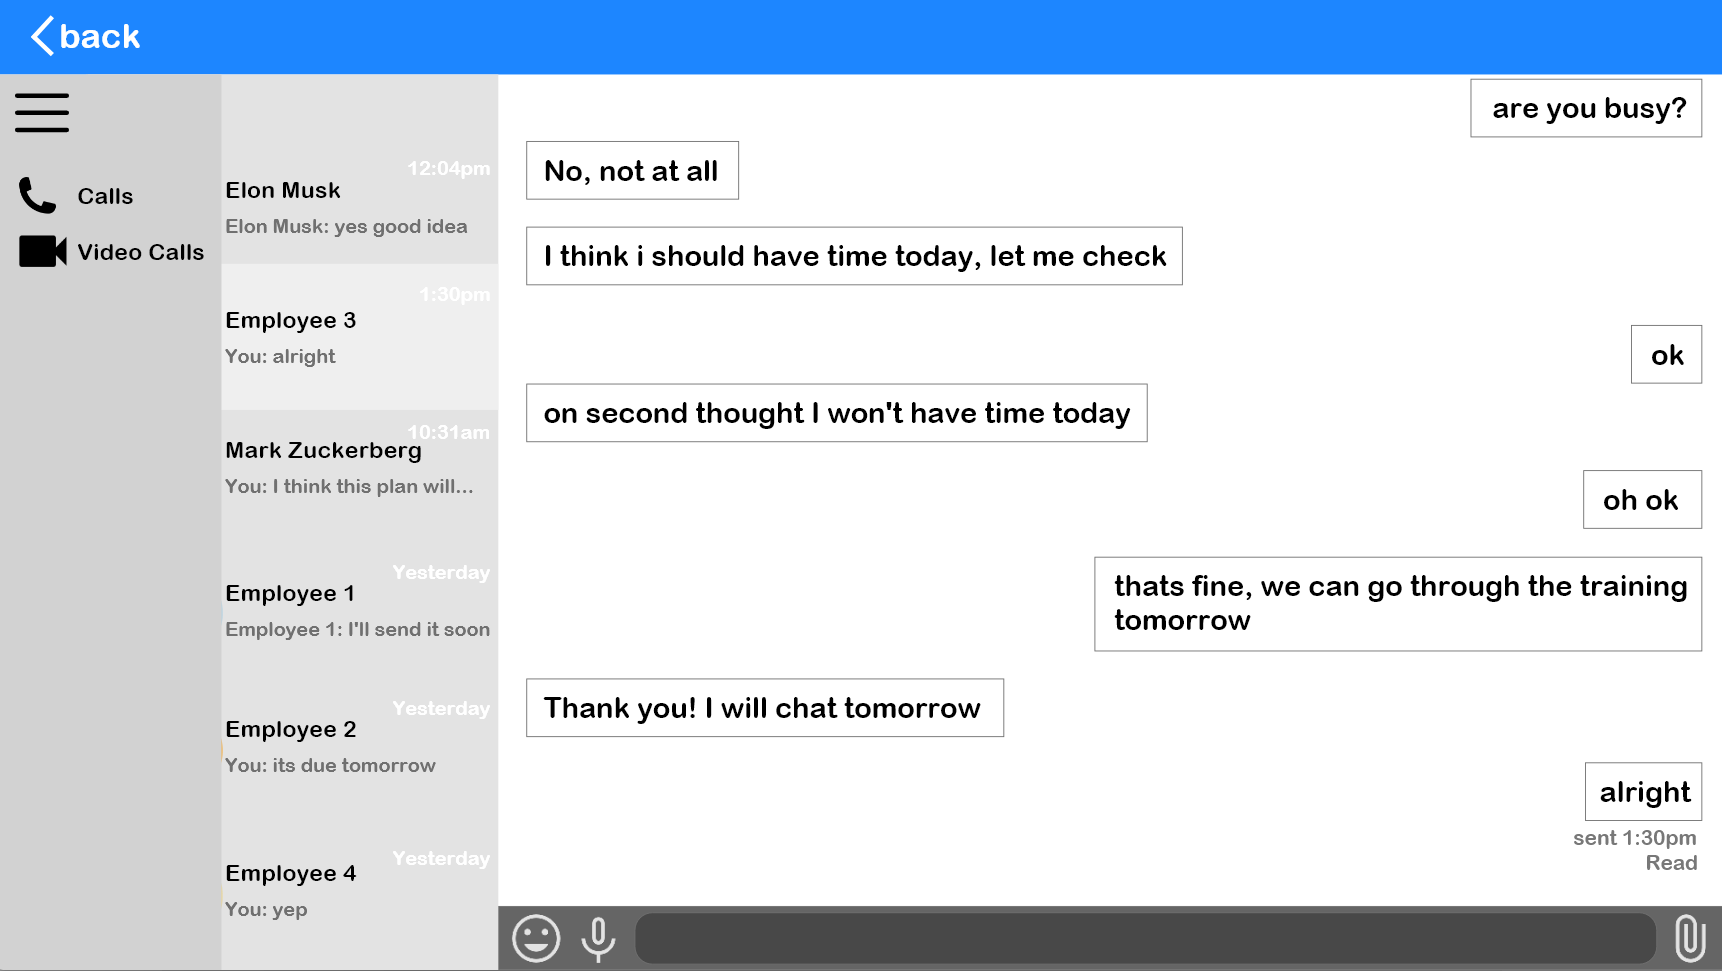 back
Calls
Video Calls
12:04pm
Elon Musk
Elon Musk: yes good idea
1:30pm
Employee 3
You: alright
10:31am
Mark Zuckerberg
You: I think this plan will...
Yesterday
Employee 1
Employee 1: I'll send it soon
Yesterday
Employee 2
You: its due tomorrow
Yesterday
Employee 4
You: yep
are you busy?
No, not at all
I think i should have time today, let me check
ok
on second thought I won't have time today
oh ok
thats fine, we can go through the training
tomorrow
Thank you! I will chat tomorrow
alright
sent 1:30pm
Read